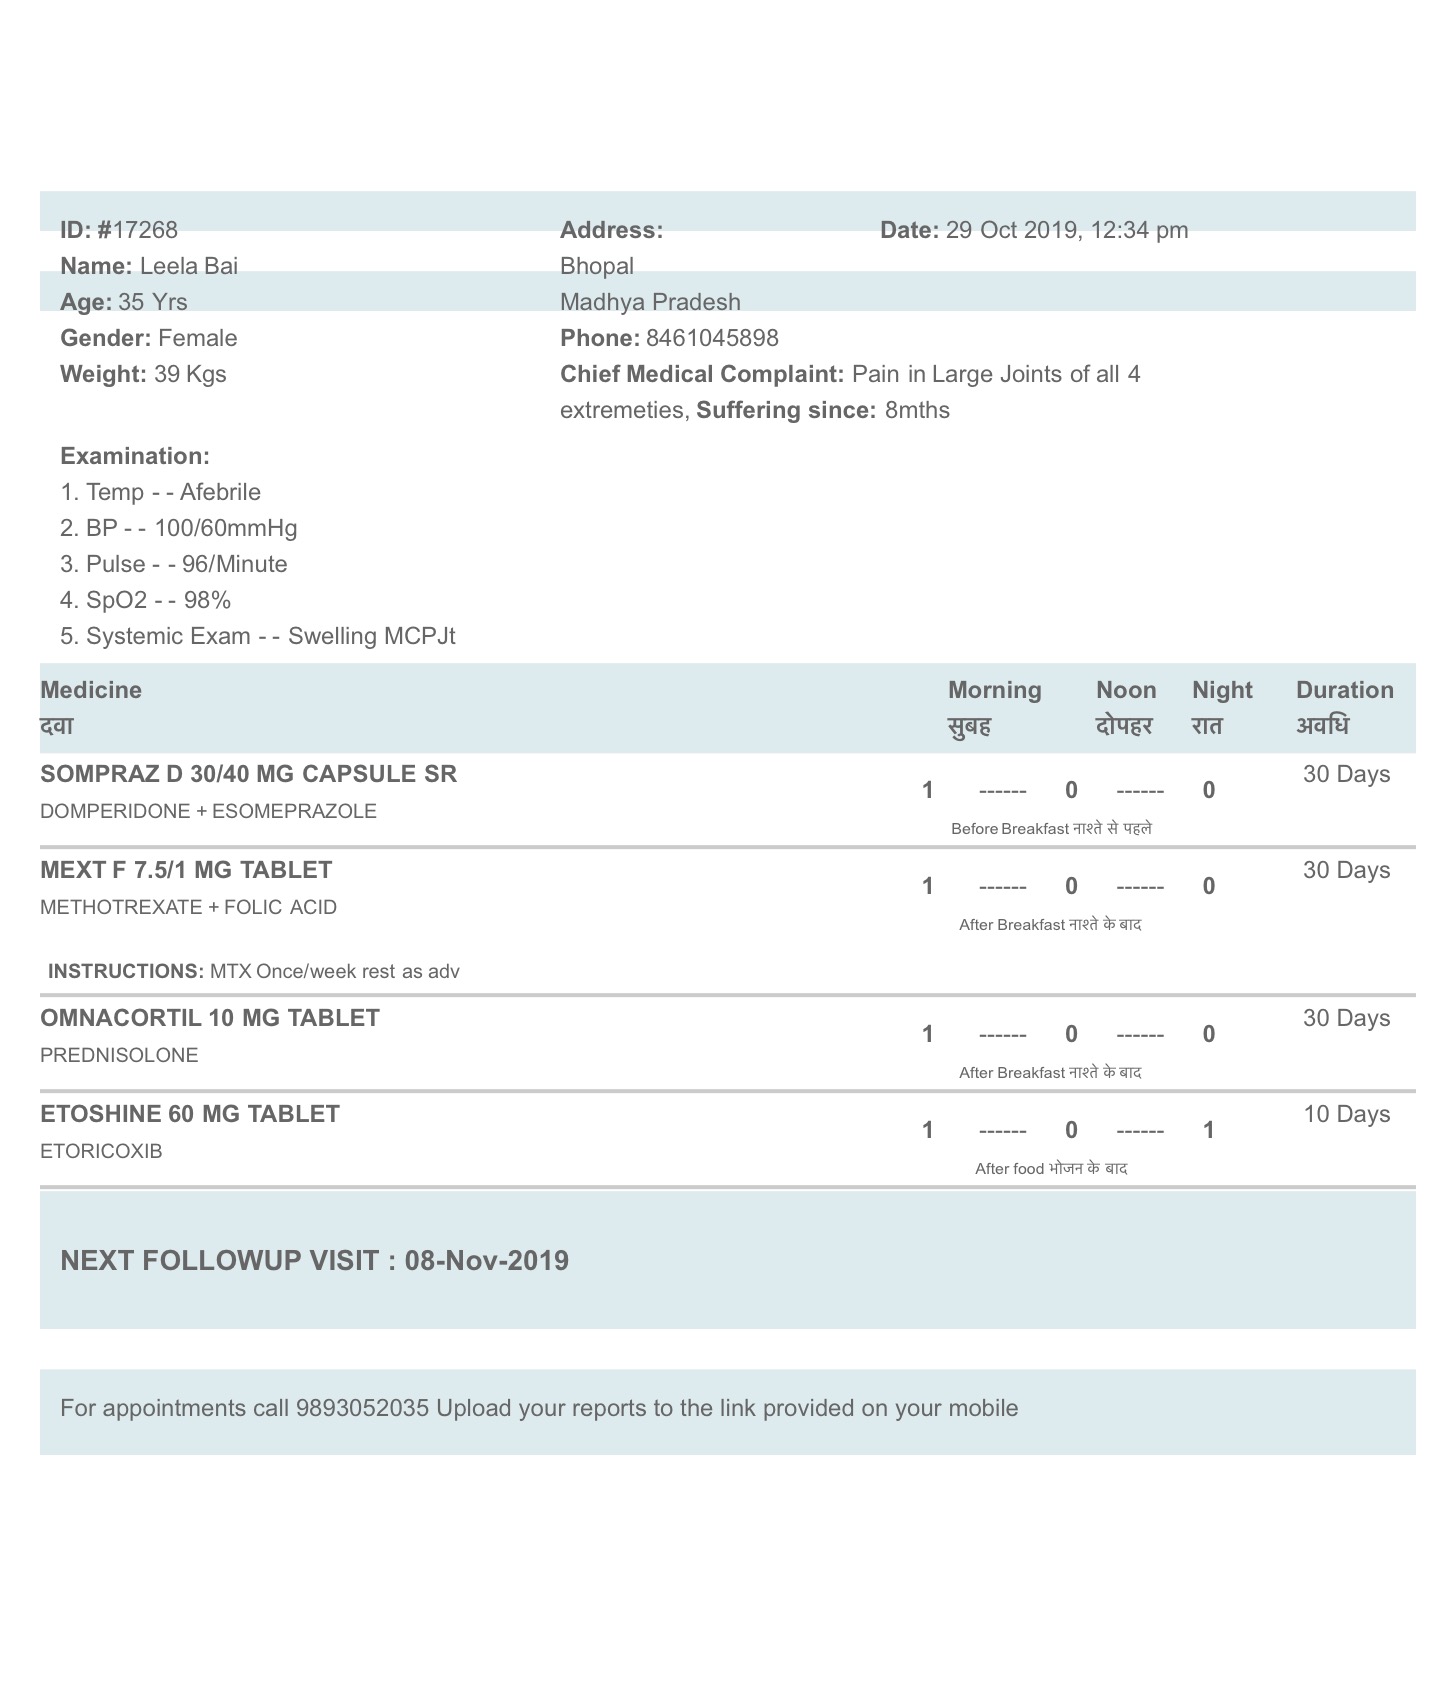 ID: #17268
Name: Leela Bai
Age: 35 Yrs
Gender: Female
Weight: 39 Kgs
Address:
Bhopal
Madhya Pradesh
Phone: 8461045898
Chief Medical Complaint: Pain in Large Joints of all 4
extremeties, Suffering since: 8mths
Date: 29 Oct 2019, 12:34 pm
Examination:
1. Temp - - Afebrile
2. BP - - 100/60mmHg
3. Pulse - - 96/Minute
4. SpO2 - - 98%
5. Systemic Exam - - Swelling MCPJt
Medicine Morning Noon Night Duration
दवा सुबह दोपहर रात अवधि
SOMPRAZ D 30/40 MG CAPSULE SR 30 Days
1 ------ 0 ------ 0
DOMPERIDONE + ESOMEPRAZOLE
Before Breakfast नाश्ते से पहले
MEXT F 7.5/1 MG TABLET 30 Days
1 ------ 0 ------ 0
METHOTREXATE + FOLIC ACID
After Breakfast नाश्ते के बाद
INSTRUCTIONS: MTX Once/week rest as adv
OMNACORTIL 10 MG TABLET 30 Days
1 ------ 0 ------ 0
PREDNISOLONE
After Breakfast नाश्ते के बाद
ETOSHINE 60 MG TABLET 10 Days
1 ------ 0 ------ 1
ETORICOXIB
After food भोजन के बाद
NEXT FOLLOWUP VISIT : 08-Nov-2019
For appointments call 9893052035 Upload your reports to the link provided on your mobile